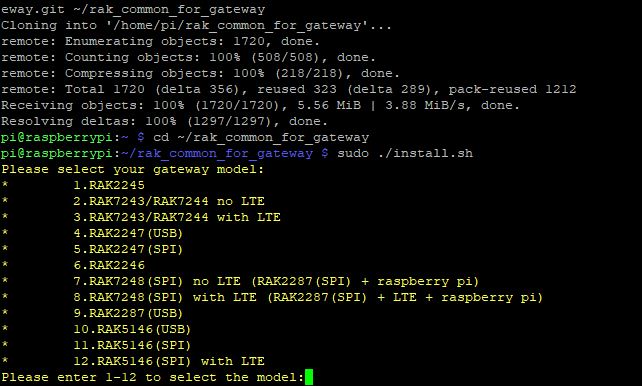 eway.git ~/rak_common_for_gateway
Cloning into '/home/pi/rak_common_for_gateway'...
remote: Enumerating objects: 1720, done.
remote: Counting objects: 100% (508/508), done.
remote: Compressing objects: 100% (218/218), done.
remote: Total 1720 (delta 356), reused 323 (delta 289), pack-reused 1212
Receiving objects: 100% (1720/1720), 5.56 MiB | 3.88 MiB/s, done.
Resolving deltas: 100% (1297/1297), done.
pi@raspberrypi:~ $ cd ~/rak_common_for_gateway
pi@raspberrypi:~/rak_common_for_gateway $ sudo ./install.sh
Please select your gateway model:
*        1.RAK2245
*        2.RAK7243/RAK7244 no LTE
*        3.RAK7243/RAK7244 with LTE
*        4.RAK2247(USB)
*        5.RAK2247(SPI)
*        6.RAK2246
*        7.RAK7248(SPI) no LTE (RAK2287(SPI) + raspberry pi)
*        8.RAK7248(SPI) with LTE (RAK2287(SPI) + LTE + raspberry pi)
*        9.RAK2287(USB)
*        10.RAK5146(USB)
*        11.RAK5146(SPI)
*        12.RAK5146(SPI) with LTE
Please enter 1-12 to select the model: